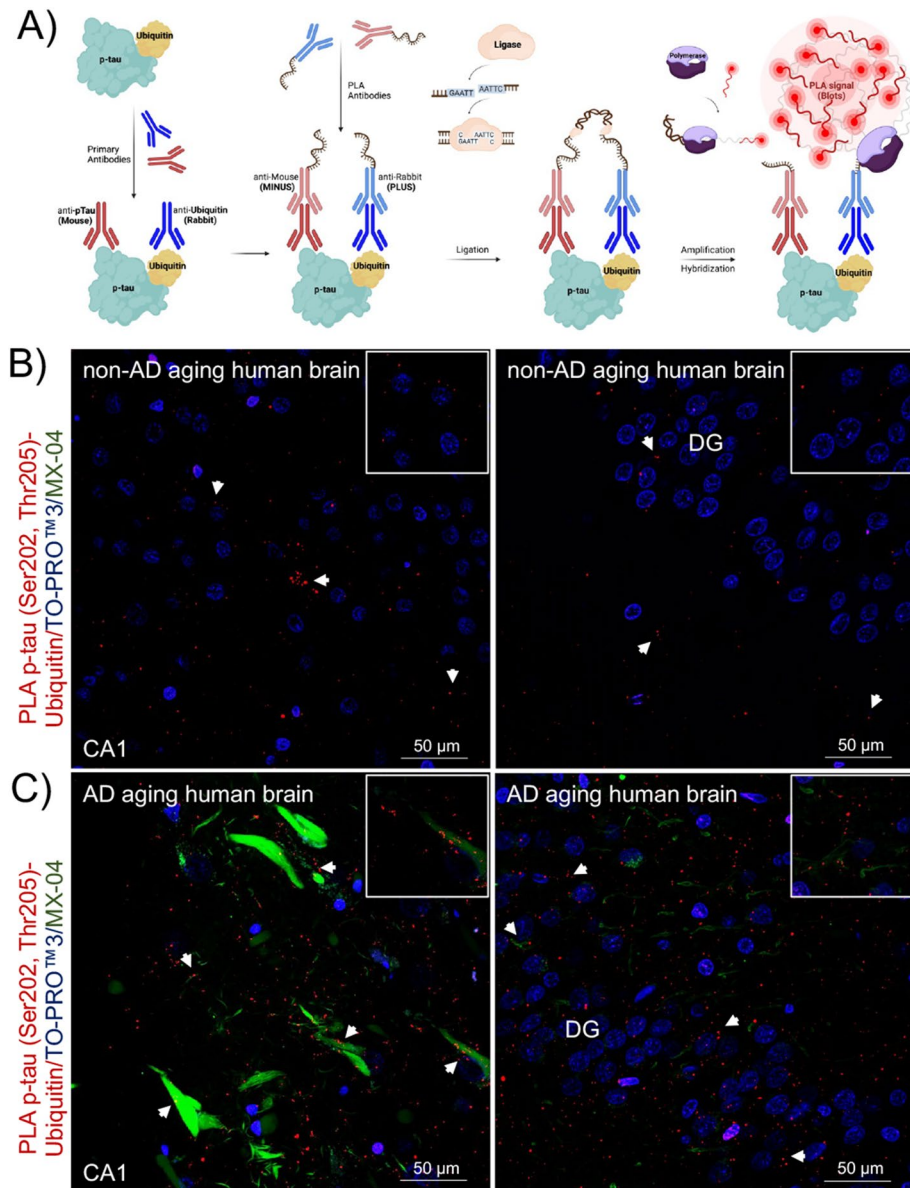 A)
p-tau
Ubiquitin
Primary
Antibodies
anti-pTau
(Mouse)
anti-Ubiquitin
(Rabbit)
p-tau
Ubiquitin
PLA
Antibodies
anti-Mouse
(MINUS)
anti-Rabbit
(PLUS)
p-tau
Ubiquitin
Ligase
GAATT
AATTC
C AATTC
GAATT C
Ligation
p-tau
Ubiquitin
Amplification
Hybridization
Polymerase
PLA signal
(Blots)
p-tau
Ubiquitin
B)
PLA p-tau (Ser202, Thr205)-
Ubiquitin/TO-PRO™3/MX-04
non-AD aging human brain
CA1
50 µm
non-AD aging human brain
DG
50 µm
C)
PLA p-tau (Ser202, Thr205)-
Ubiquitin/TO-PRO™3/MX-04
AD aging human brain
CA1
50 µm
AD aging human brain
DG
50 µm